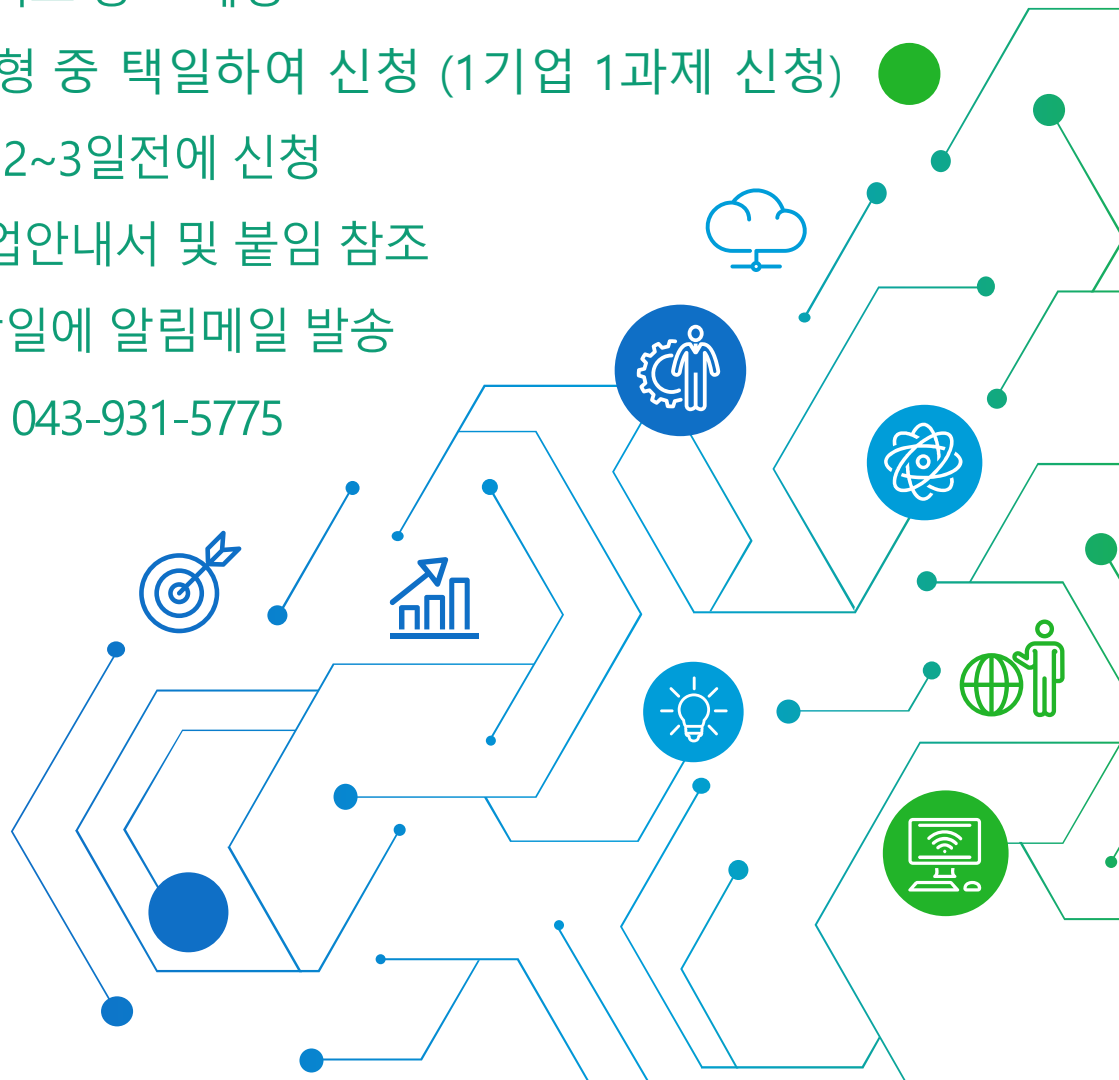 형 중 택일하여 신청 (1기업 1과제 신청)
2~3일전에 신청
업안내서 및 붙임 참조
일에 알림메일 발송
043-931-5775